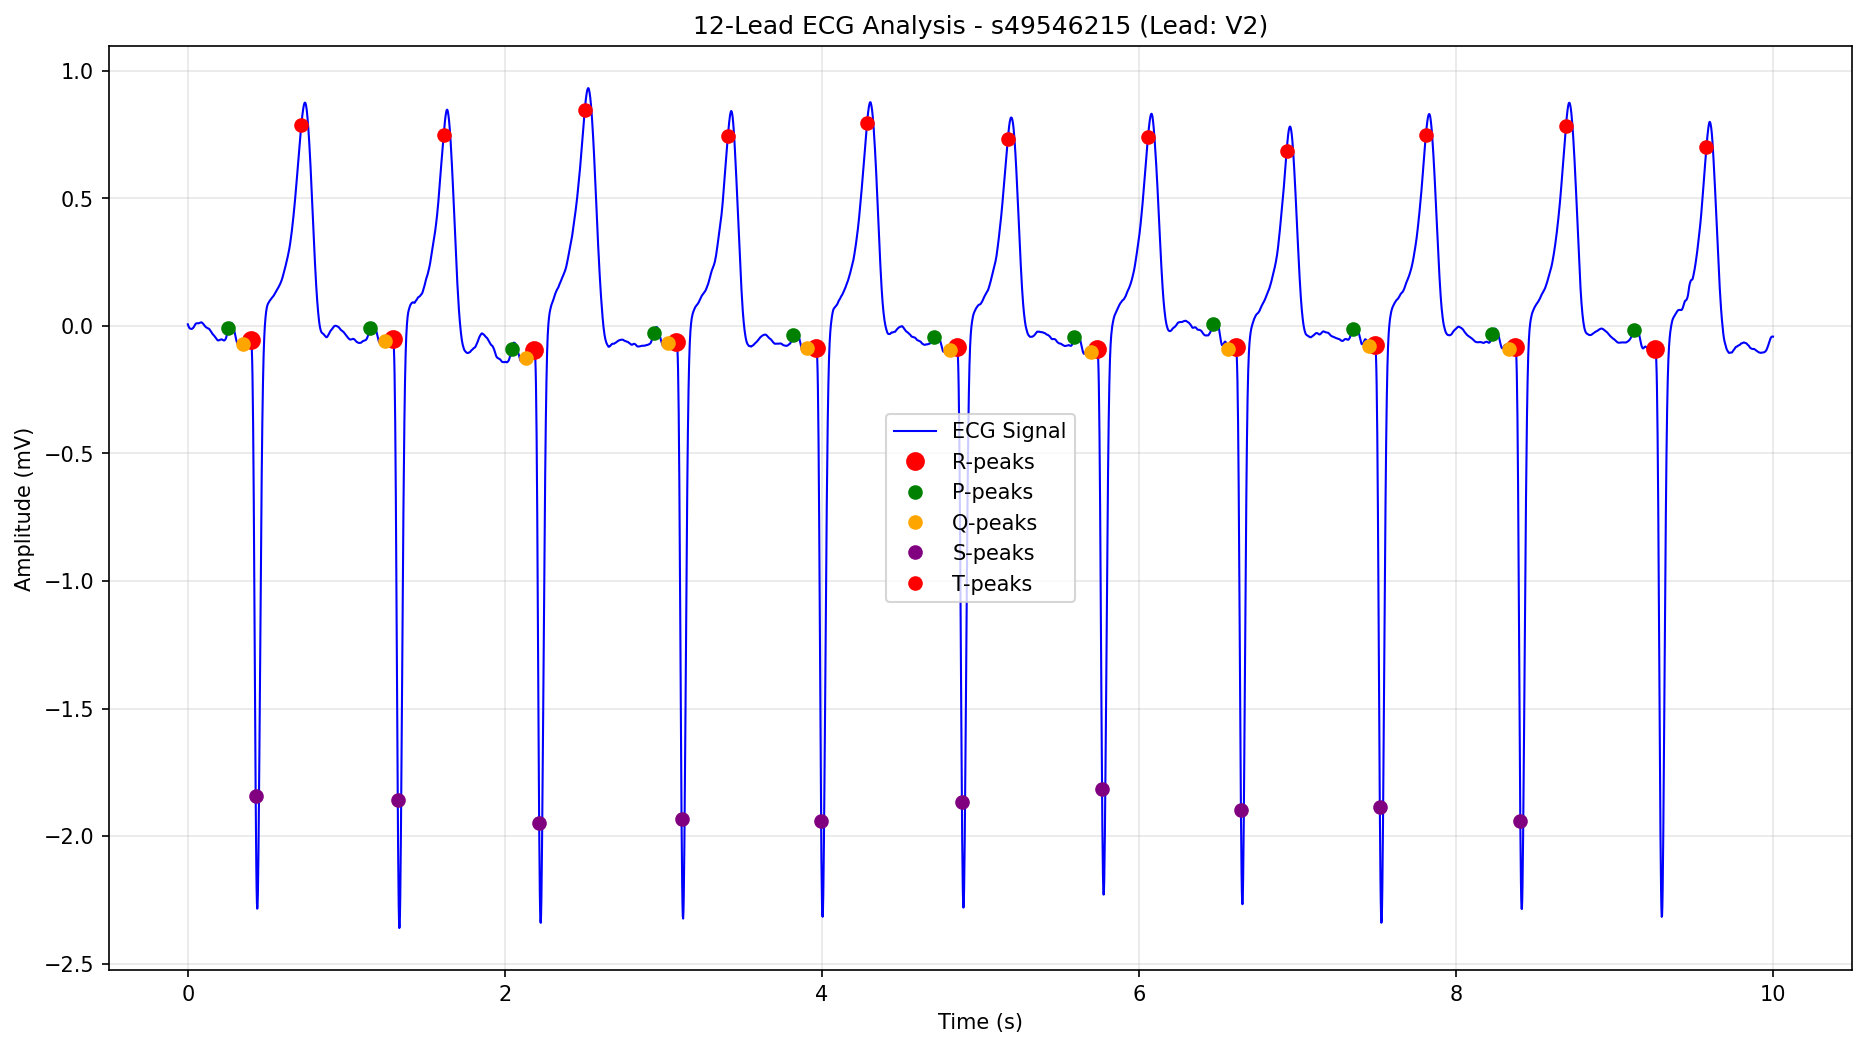 12-Lead ECG Analysis - s49546215 (Lead: V2)
Amplitude (mV)
1.0
0.5
0.0
−0.5
−1.0
−1.5
−2.0
−2.5
ECG Signal
R-peaks
P-peaks
Q-peaks
S-peaks
T-peaks
0 2 4 6 8 10
Time (s)